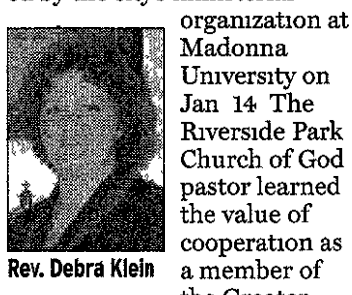 organization at
Madonna
University on
Jan 14 The
Riverside Park
Church of God
pastor learned
the value of
cooperation as
a member of
Rev. Debra Klein